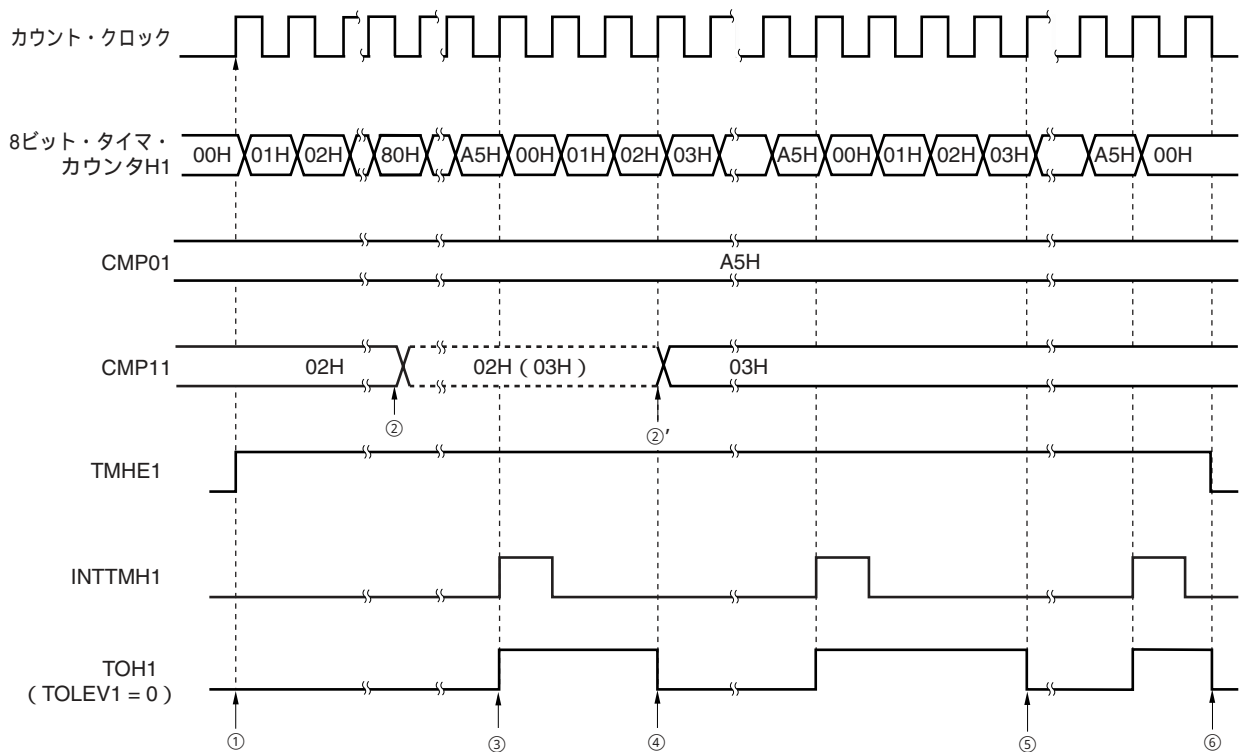 カウント・クロック
8ビット・タイマ・
カウンタH1
00H 01H 02H 80H A5H 00H 01H 02H 03H A5H 00H 01H 02H 03H A5H 00H
CMP01 A5H
CMP11 02H 02H（03H） 03H
② ②’
TMHE1
INTTMH1
TOH1
（TOLEV1 = 0）
① ③ ④ ⑤ ⑥